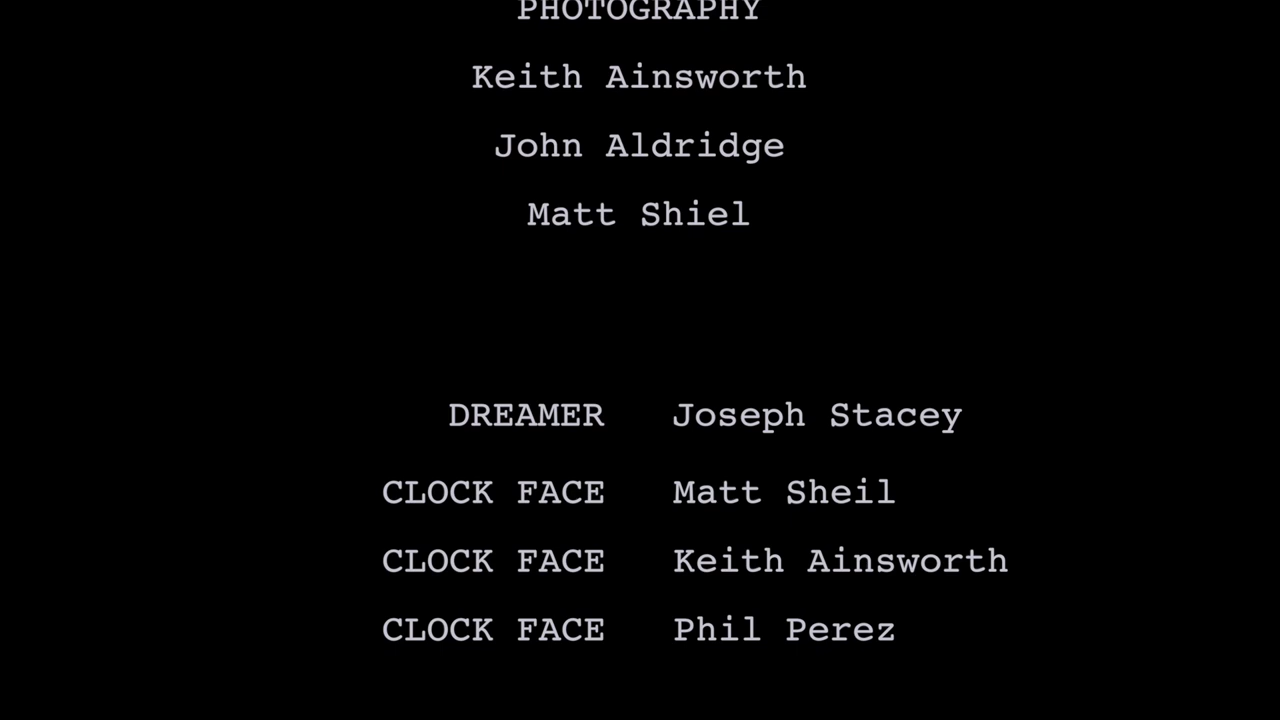 PHOTOGRAPHY
Keith Ainsworth
John Aldridge
Matt Shiel
DREAMER Joseph Stacey
CLOCK FACE Matt Sheil
CLOCK FACE Keith Ainsworth
CLOCK FACE Phil Perez